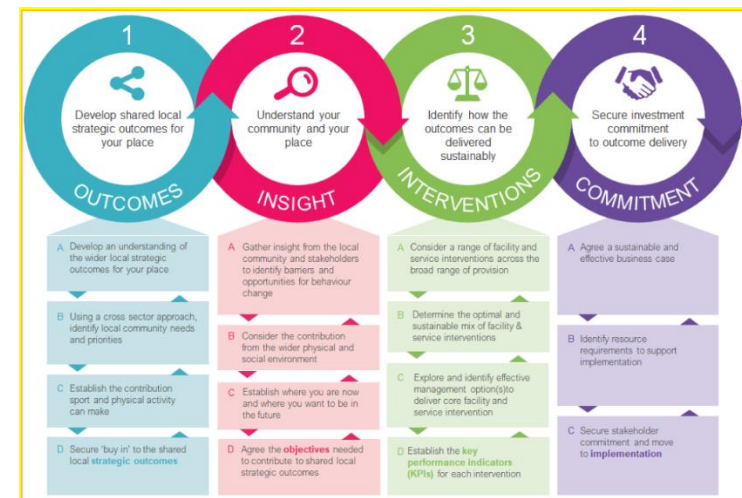 1
Develop shared local
strategic outcomes for
your place
OUTCOMES
2
Understand your
community and your
place
INSIGHT
3
Identify how the
outcomes can be
delivered
sustainably
INTERVENTIONS
4
Secure investment
commitment
to outcome delivery
COMMITMENT
A Develop an understanding of
the wider local strategic
outcomes for your place
B Using a cross sector approach,
identify local community needs
and priorities
C Establish the contribution
sport and physical activity
can make
D Secure 'buy in' to the shared
local strategic outcomes
A Gather insight from the local
community and stakeholders
to identify barriers and
opportunities for behaviour
change
B Consider the contribution
from the wider physical and
social environment
C Establish where you are now
and where you want to be in
the future
D Agree the objectives needed
to contribute to shared local
strategic outcomes
A Consider a range of facility and
service interventions across the
broad range of provision
B Determine the optimal and
sustainable mix of facility &
service interventions
C Explore and identify effective
management option(s)to
deliver core facility and
service intervention
D Establish the key
performance indicators
(KPIs) for each intervention
A Agree a sustainable and
effective business case
B Identify resource
requirements to support
implementation
C Secure stakeholder
commitment and move
to implementation